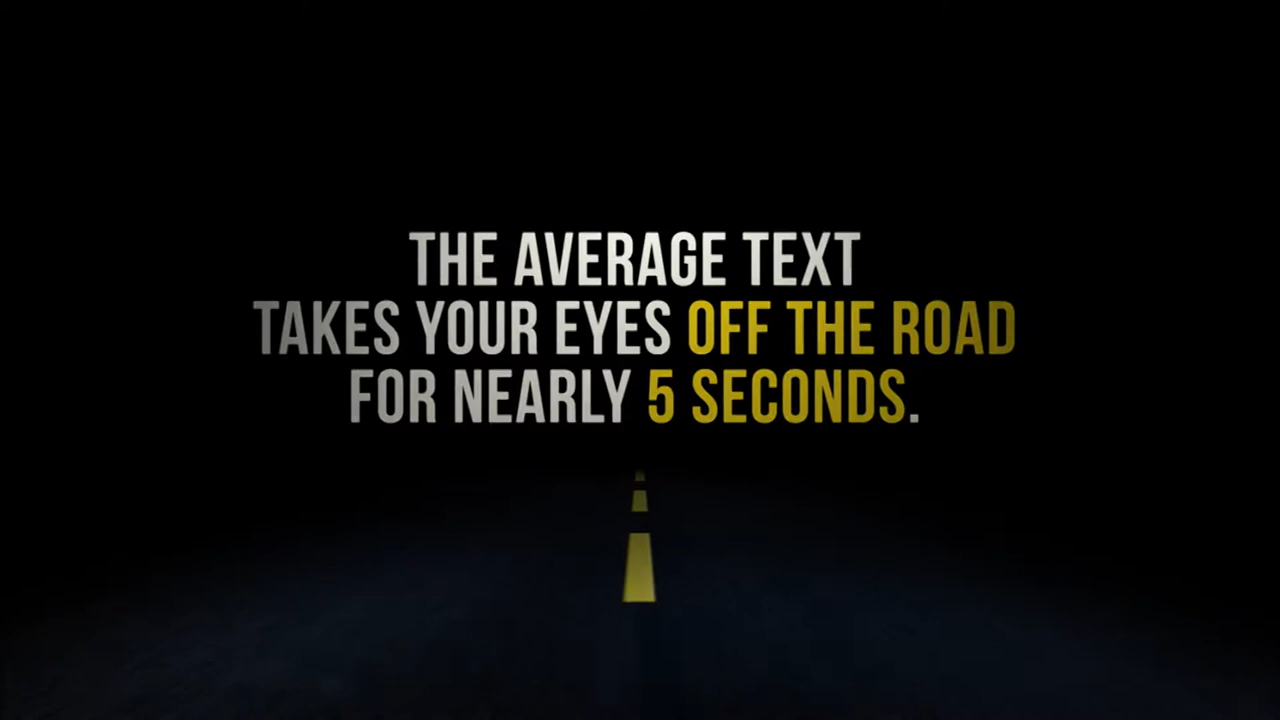 THE AVERAGE TEXT
TAKES YOUR EYES OFF THE ROAD
FOR NEARLY 5 SECONDS.